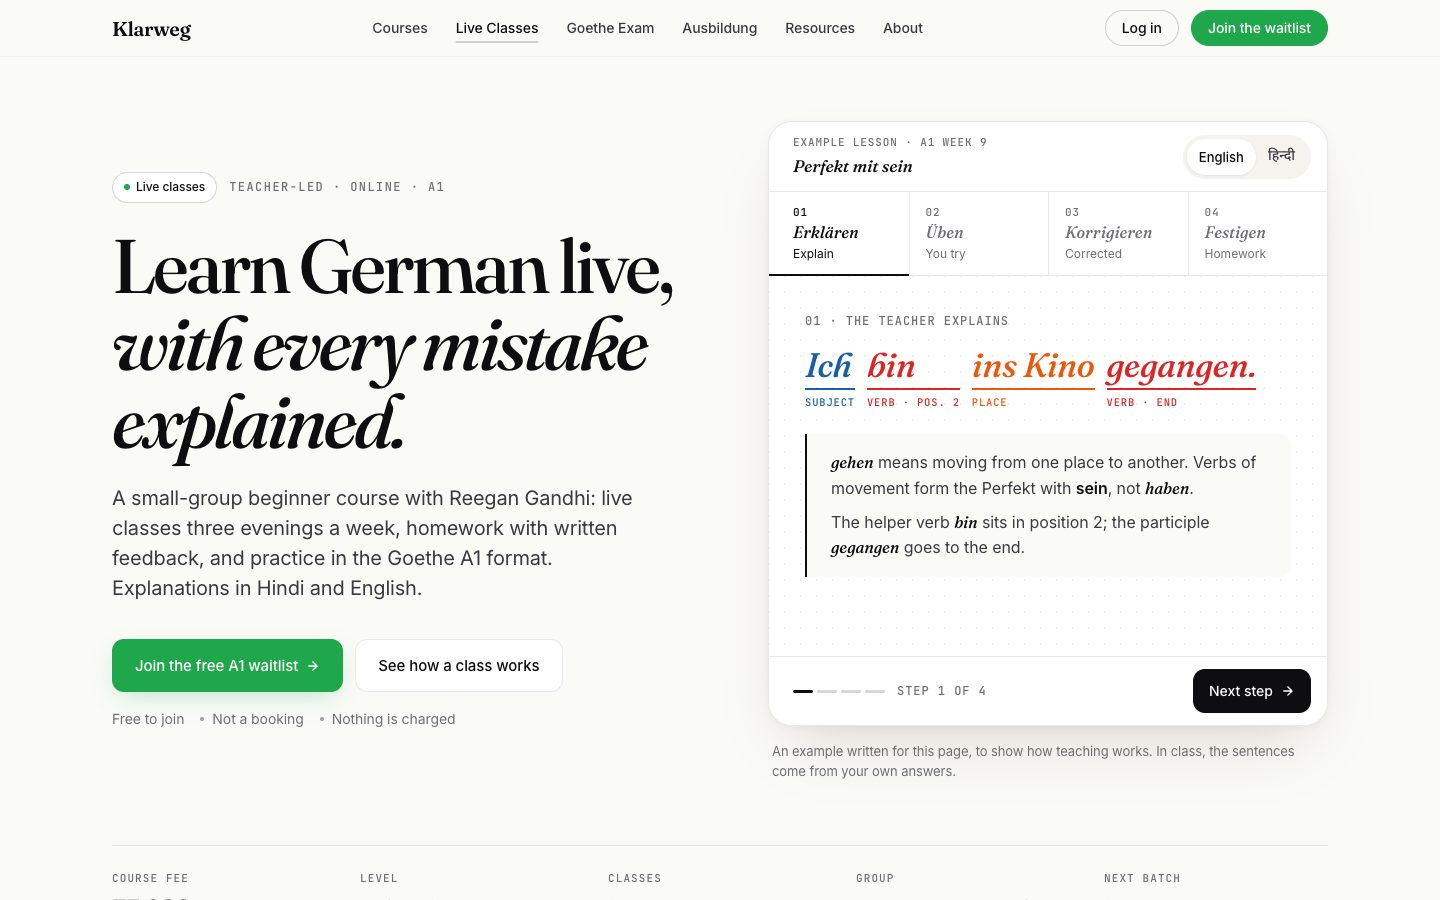 Klarweg
Courses
Live Classes
Goethe Exam
Ausbildung
Resources
About
Log in
Join the waitlist
Live classes
TEACHER-LED · ONLINE · A1
Learn German live,
with every mistake
explained.
A small-group beginner course with Reegan Gandhi: live
classes three evenings a week, homework with written
feedback, and practice in the Goethe A1 format.
Explanations in Hindi and English.
Join the free A1 waitlist →
See how a class works
Free to join • Not a booking • Nothing is charged
EXAMPLE LESSON · A1 WEEK 9
Perfekt mit sein
English
हिन्दी
01
Erklären
Explain
02
Üben
You try
03
Korrigieren
Corrected
04
Festigen
Homework
01 · THE TEACHER EXPLAINS
Ich bin ins Kino gegangen.
SUBJECT VERB · POS. 2 PLACE VERB · END
gehen means moving from one place to another. Verbs of
movement form the Perfekt with sein, not haben.
The helper verb bin sits in position 2; the participle
gegangen goes to the end.
STEP 1 OF 4
Next step →
An example written for this page, to show how teaching works. In class, the sentences
come from your own answers.
COURSE FEE
LEVEL
CLASSES
GROUP
NEXT BATCH